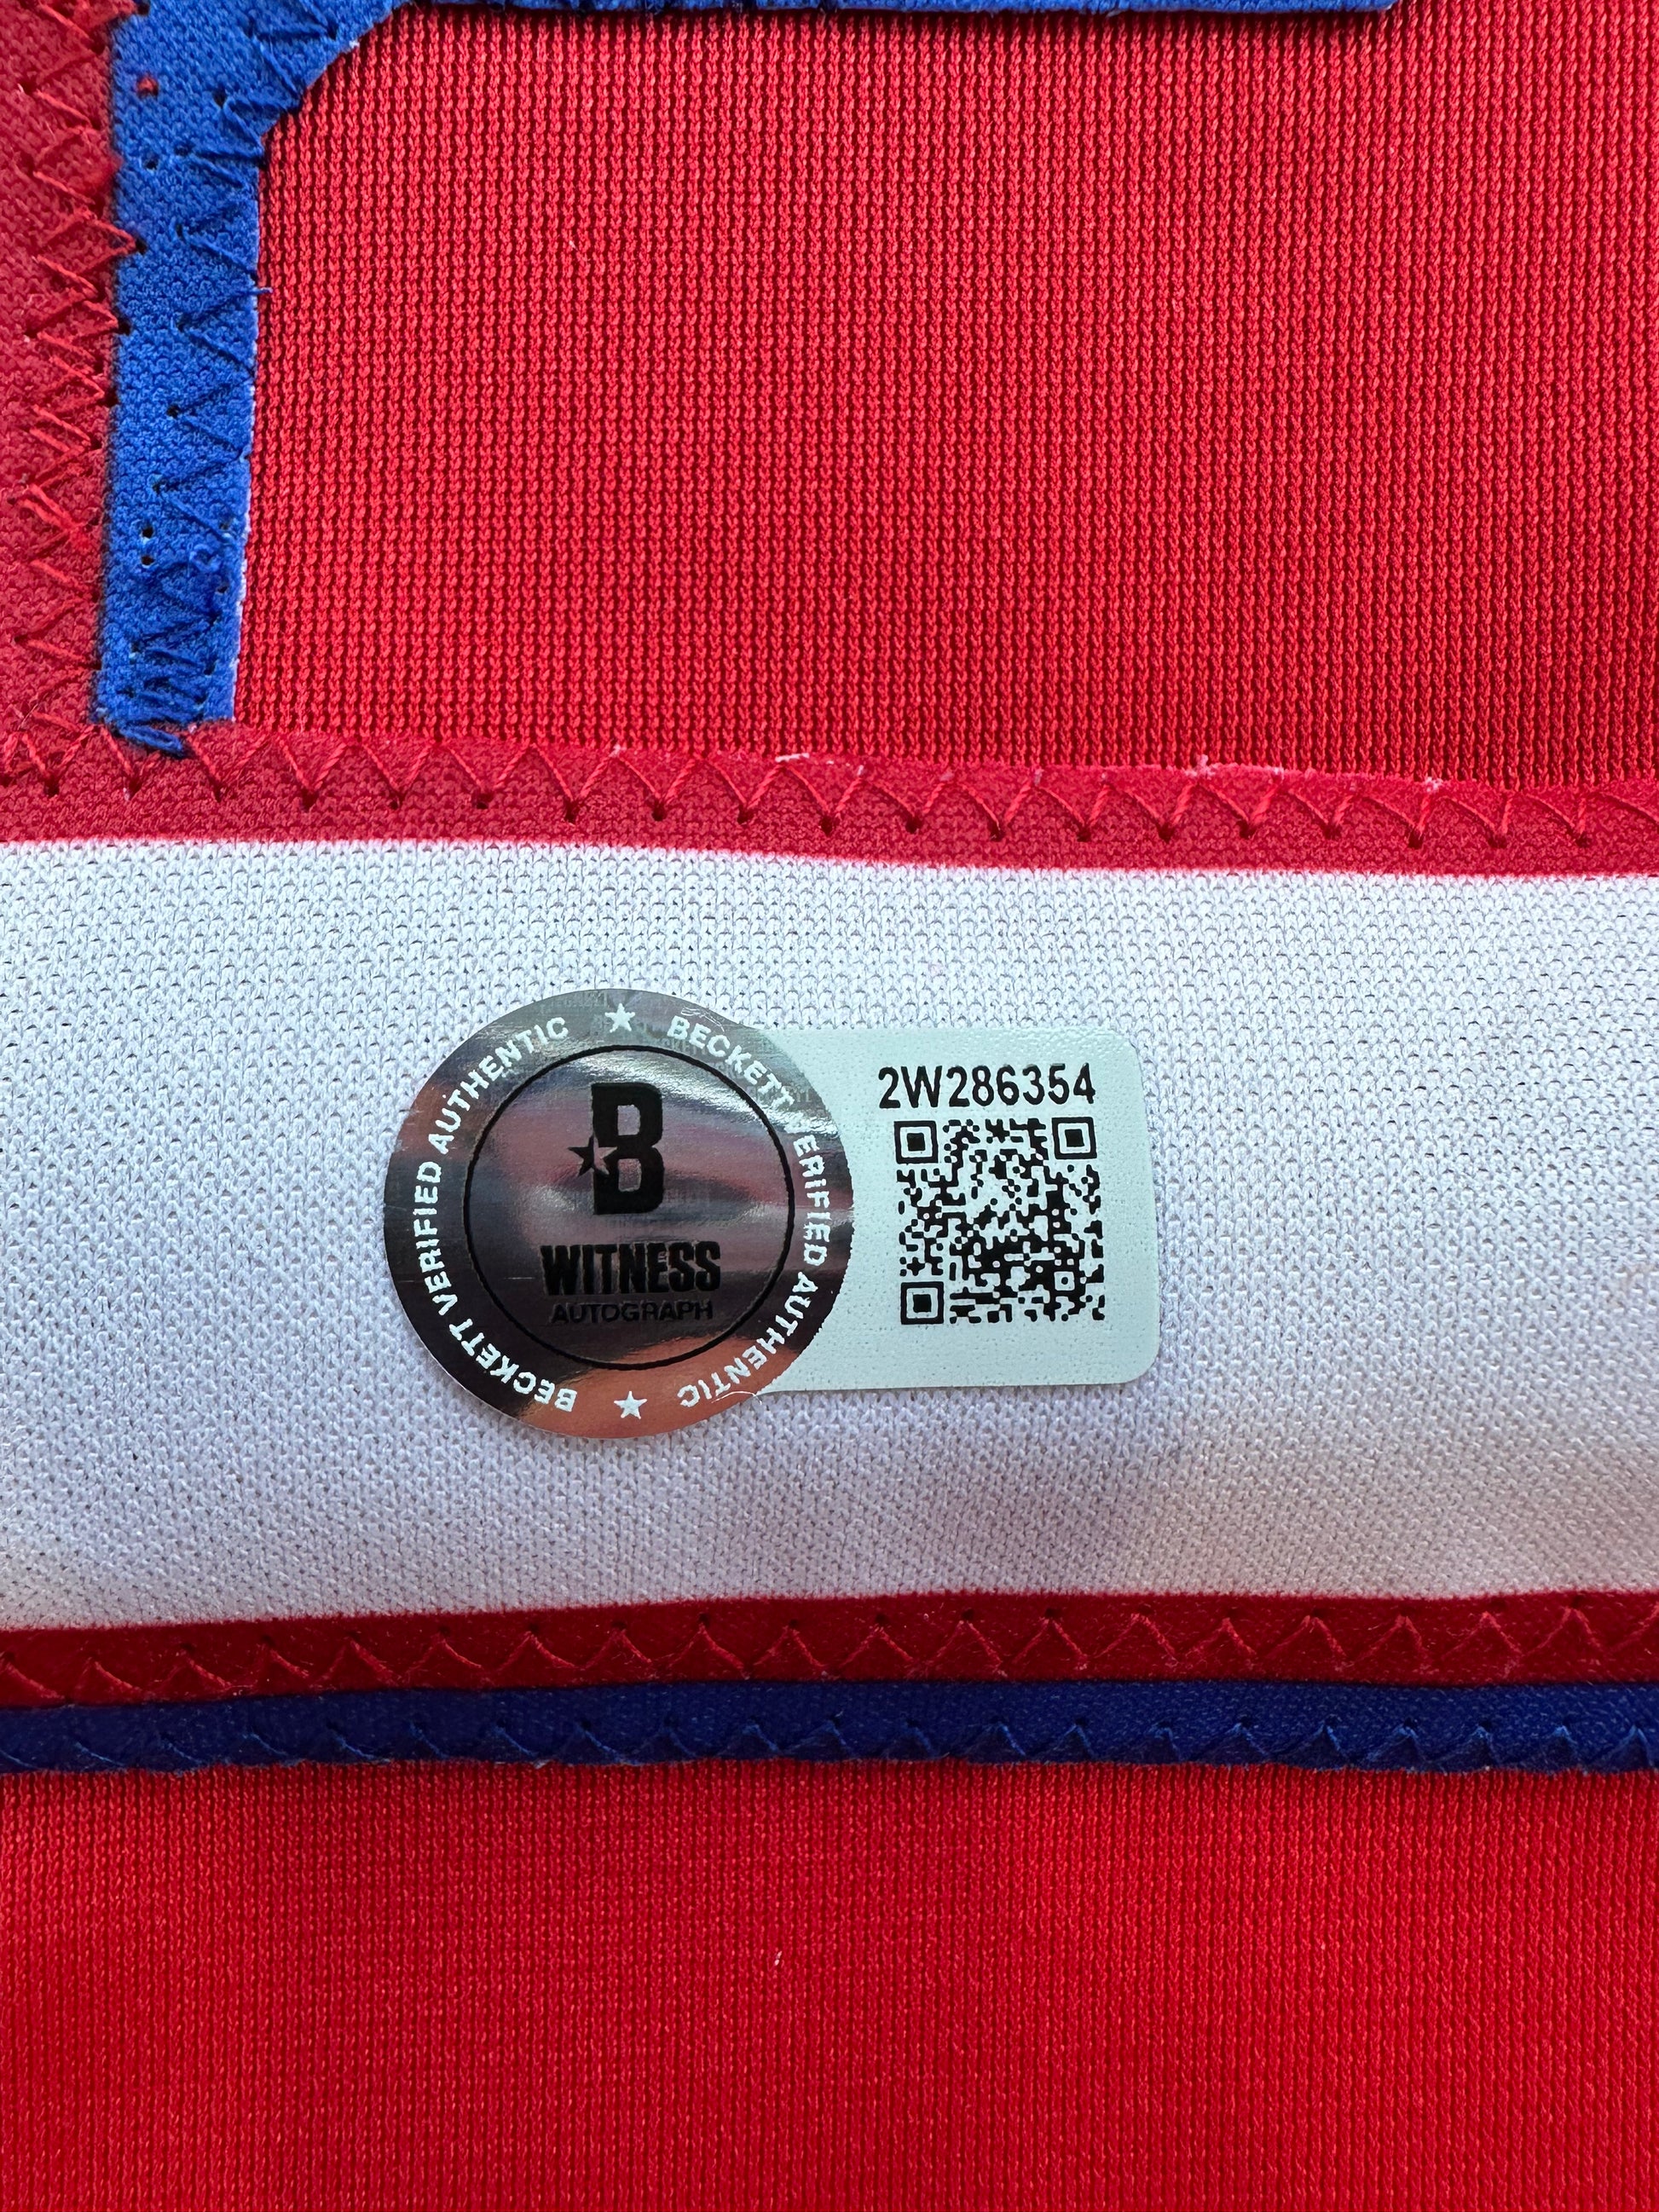 BECKETT VERIFIED AUTHENTIC ★ BECKETT VERIFIED AUTHENTIC ★
B
WITNESS
AUTOGRAPH
2W286354